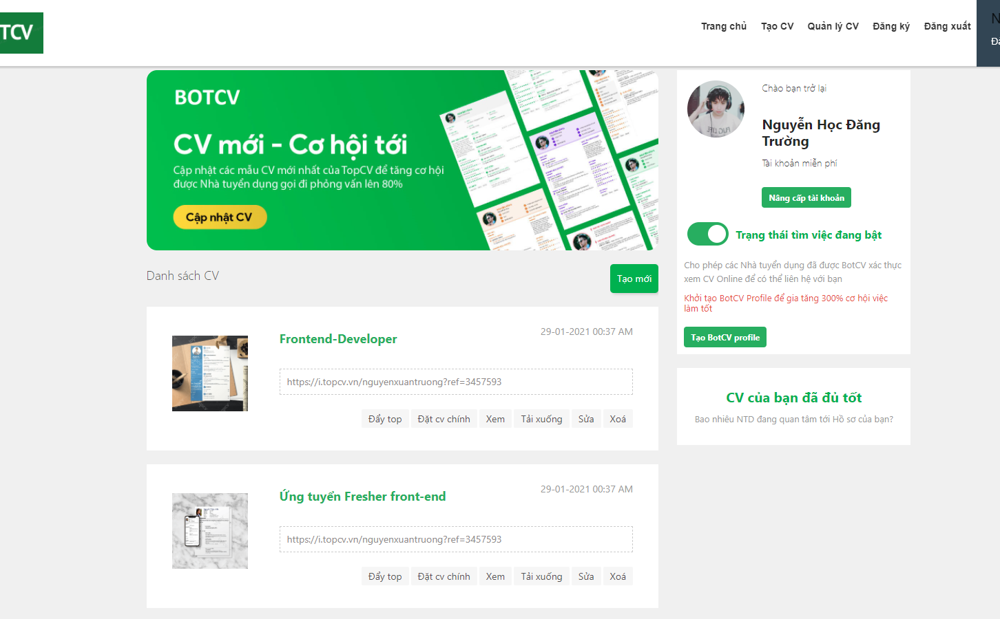 TCV
Trang chủ
Tạo CV
Quản lý CV
Đăng ký
Đăng xuất
BOTCV
CV mới - Cơ hội tới
Cập nhật các mẫu CV mới nhất của TopCV để tăng cơ hội
được Nhà tuyển dụng gọi đi phỏng vấn lên 80%
Cập nhật CV
Danh sách CV
Tạo mới
Frontend-Developer
29-01-2021 00:37 AM
https://i.topcv.vn/nguyenxuantruong?ref=3457593
Đẩy top
Đặt cv chính
Xem
Tải xuống
Sửa
Xoá
Ứng tuyển Fresher front-end
29-01-2021 00:37 AM
https://i.topcv.vn/nguyenxuantruong?ref=3457593
Đẩy top
Đặt cv chính
Xem
Tải xuống
Sửa
Xoá
Chào bạn trở lại
Nguyễn Học Đăng
Trường
Tài khoản miễn phí
Nâng cấp tài khoản
Trạng thái tìm việc đang bật
Cho phép các Nhà tuyển dụng đã được BotCV xác thực
xem CV Online để có thể liên hệ với bạn
Khởi tạo BotCV Profile để gia tăng 300% cơ hội việc
làm tốt
Tạo BotCV profile
CV của bạn đã đủ tốt
Bao nhiêu NTD đang quan tâm tới Hồ sơ của bạn?